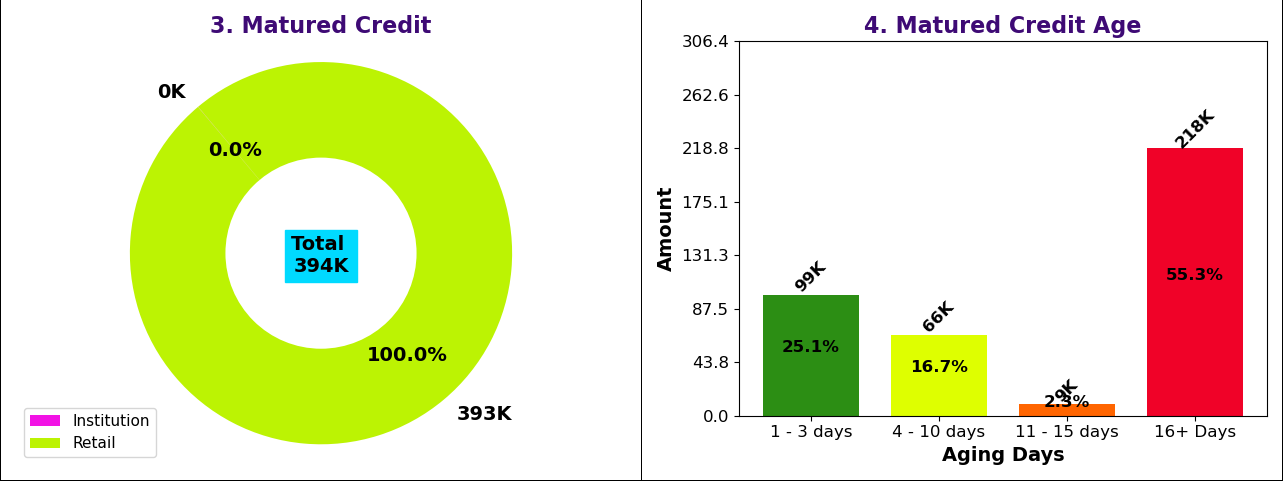 3. Matured Credit
0K
0.0%
Total
394K
100.0%
393K
Institution
Retail
4. Matured Credit Age
Amount
306.4
262.6
218.8
175.1
131.3
87.5
43.8
0.0
99K
25.1%
66K
16.7%
9K
2.3%
218K
55.3%
1 - 3 days
4 - 10 days
11 - 15 days
16+ Days
Aging Days